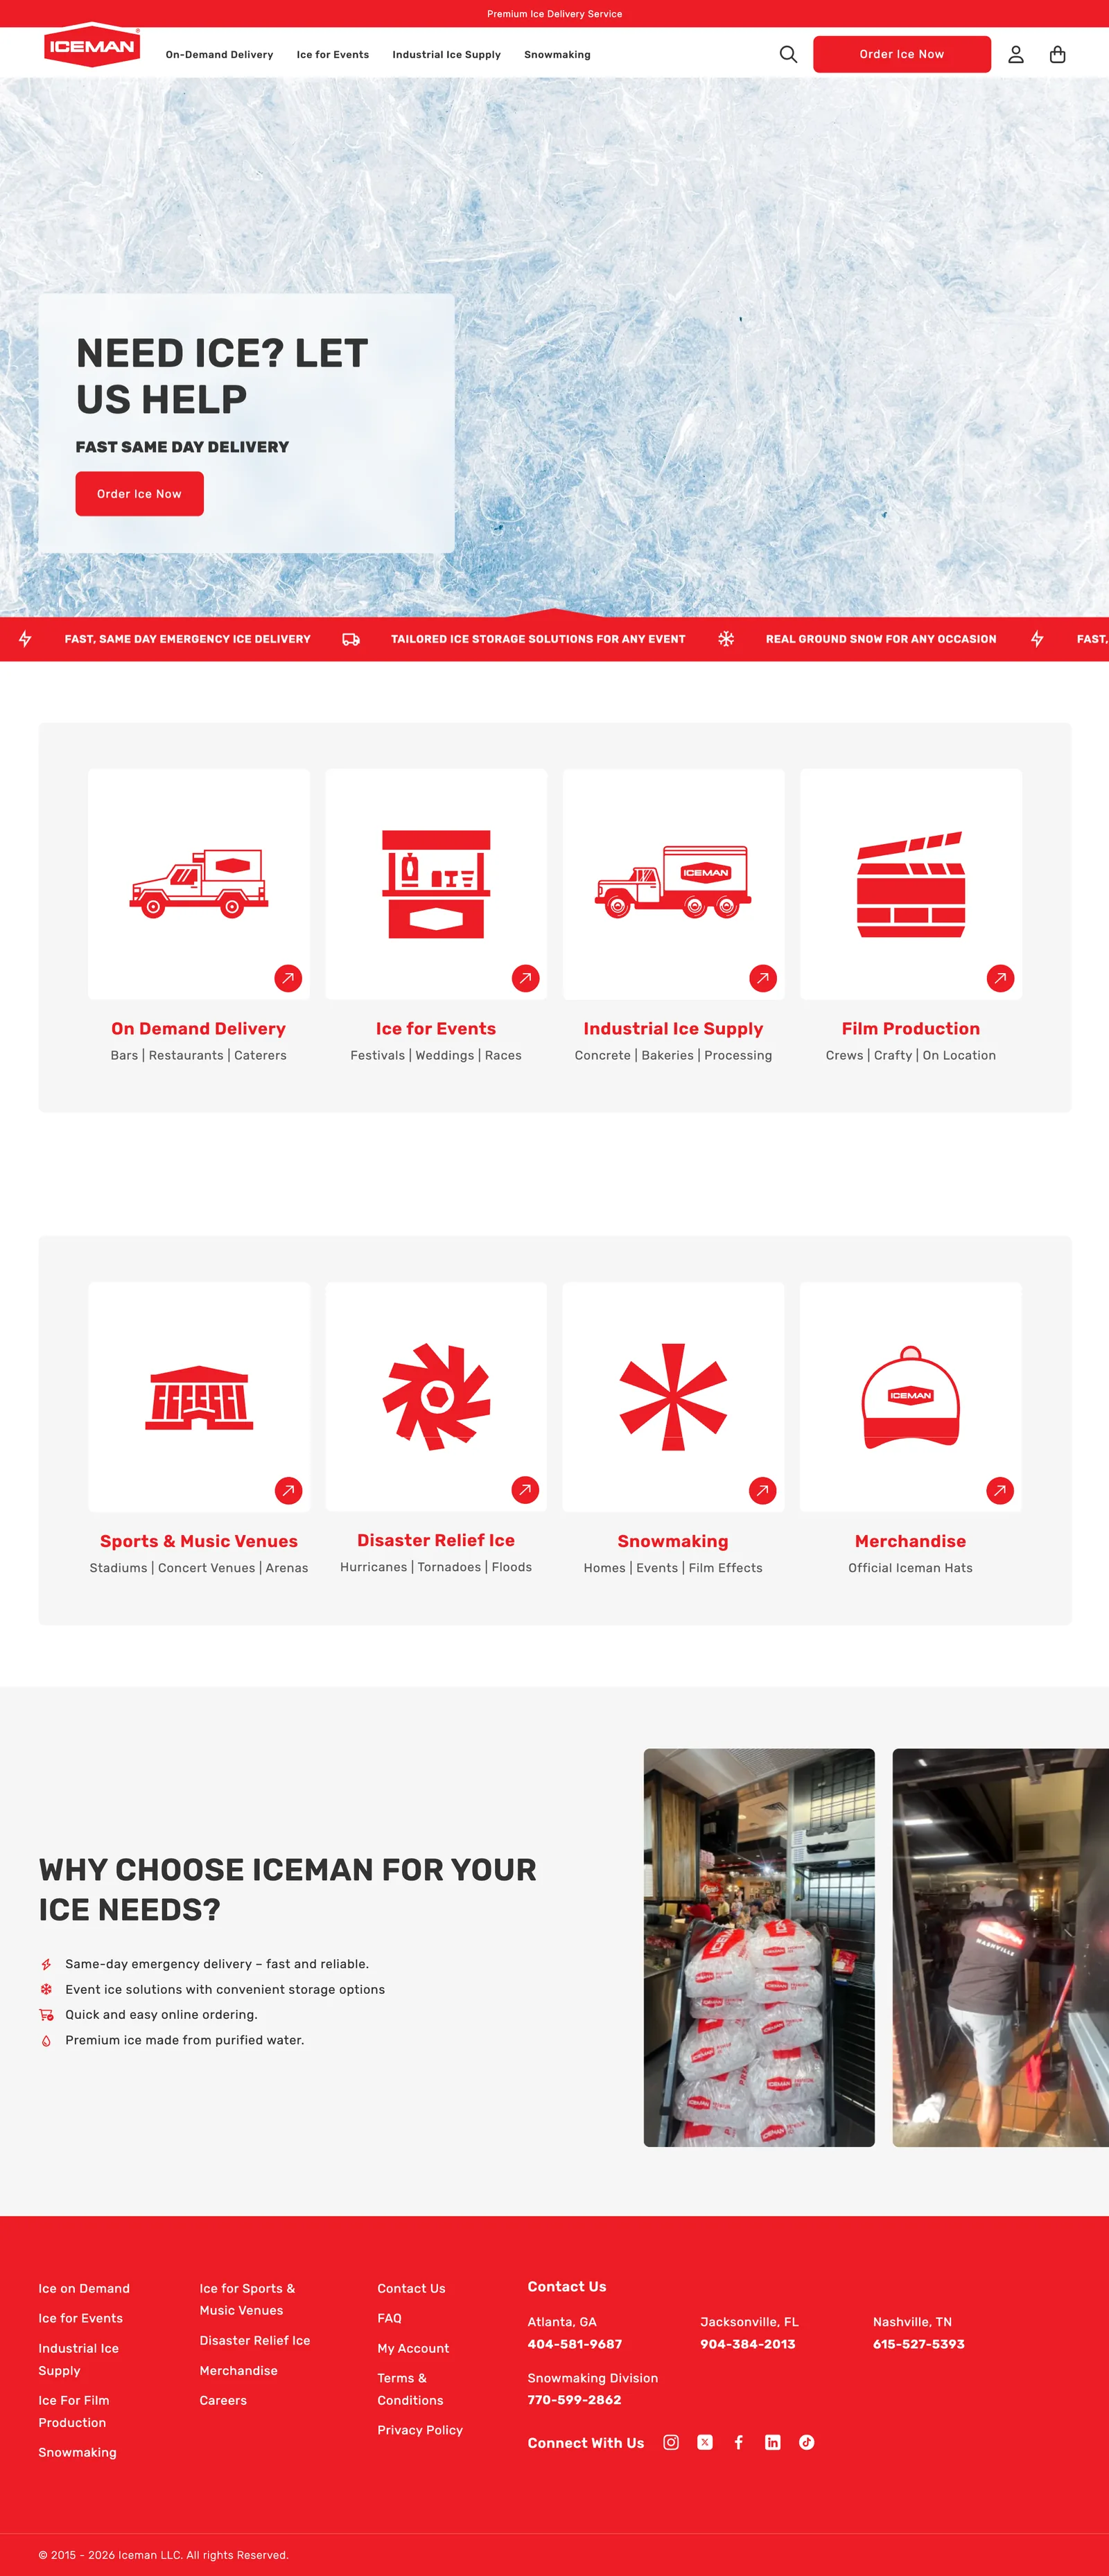 Premium Ice Delivery Service
ICEMAN
On-Demand Delivery
Ice for Events
Industrial Ice Supply
Snowmaking
Order Ice Now
NEED ICE? LET
US HELP
FAST SAME DAY DELIVERY
Order Ice Now
FAST, SAME DAY EMERGENCY ICE DELIVERY
TAILORED ICE STORAGE SOLUTIONS FOR ANY EVENT
REAL GROUND SNOW FOR ANY OCCASION
FAST,
ICEMAN
On Demand Delivery
Bars | Restaurants | Caterers
Ice for Events
Festivals | Weddings | Races
Industrial Ice Supply
Concrete | Bakeries | Processing
Film Production
Crews | Crafty | On Location
ICEMAN
Sports & Music Venues
Stadiums | Concert Venues | Arenas
Disaster Relief Ice
Hurricanes | Tornadoes | Floods
Snowmaking
Homes | Events | Film Effects
Merchandise
Official Iceman Hats
WHY CHOOSE ICEMAN FOR YOUR
ICE NEEDS?
Same-day emergency delivery – fast and reliable.
Event ice solutions with convenient storage options
Quick and easy online ordering.
Premium ice made from purified water.
ICEMAN
ICEMAN
ICEMAN
ICEMAN
ICEMAN
NASHVILLE
Ice on Demand
Ice for Events
Industrial Ice
Supply
Ice For Film
Production
Snowmaking
Ice for Sports &
Music Venues
Disaster Relief Ice
Merchandise
Careers
Contact Us
FAQ
My Account
Terms &
Conditions
Privacy Policy
Contact Us
Atlanta, GA
404-581-9687
Jacksonville, FL
904-384-2013
Nashville, TN
615-527-5393
Snowmaking Division
770-599-2862
Connect With Us
© 2015 - 2026 Iceman LLC. All rights Reserved.